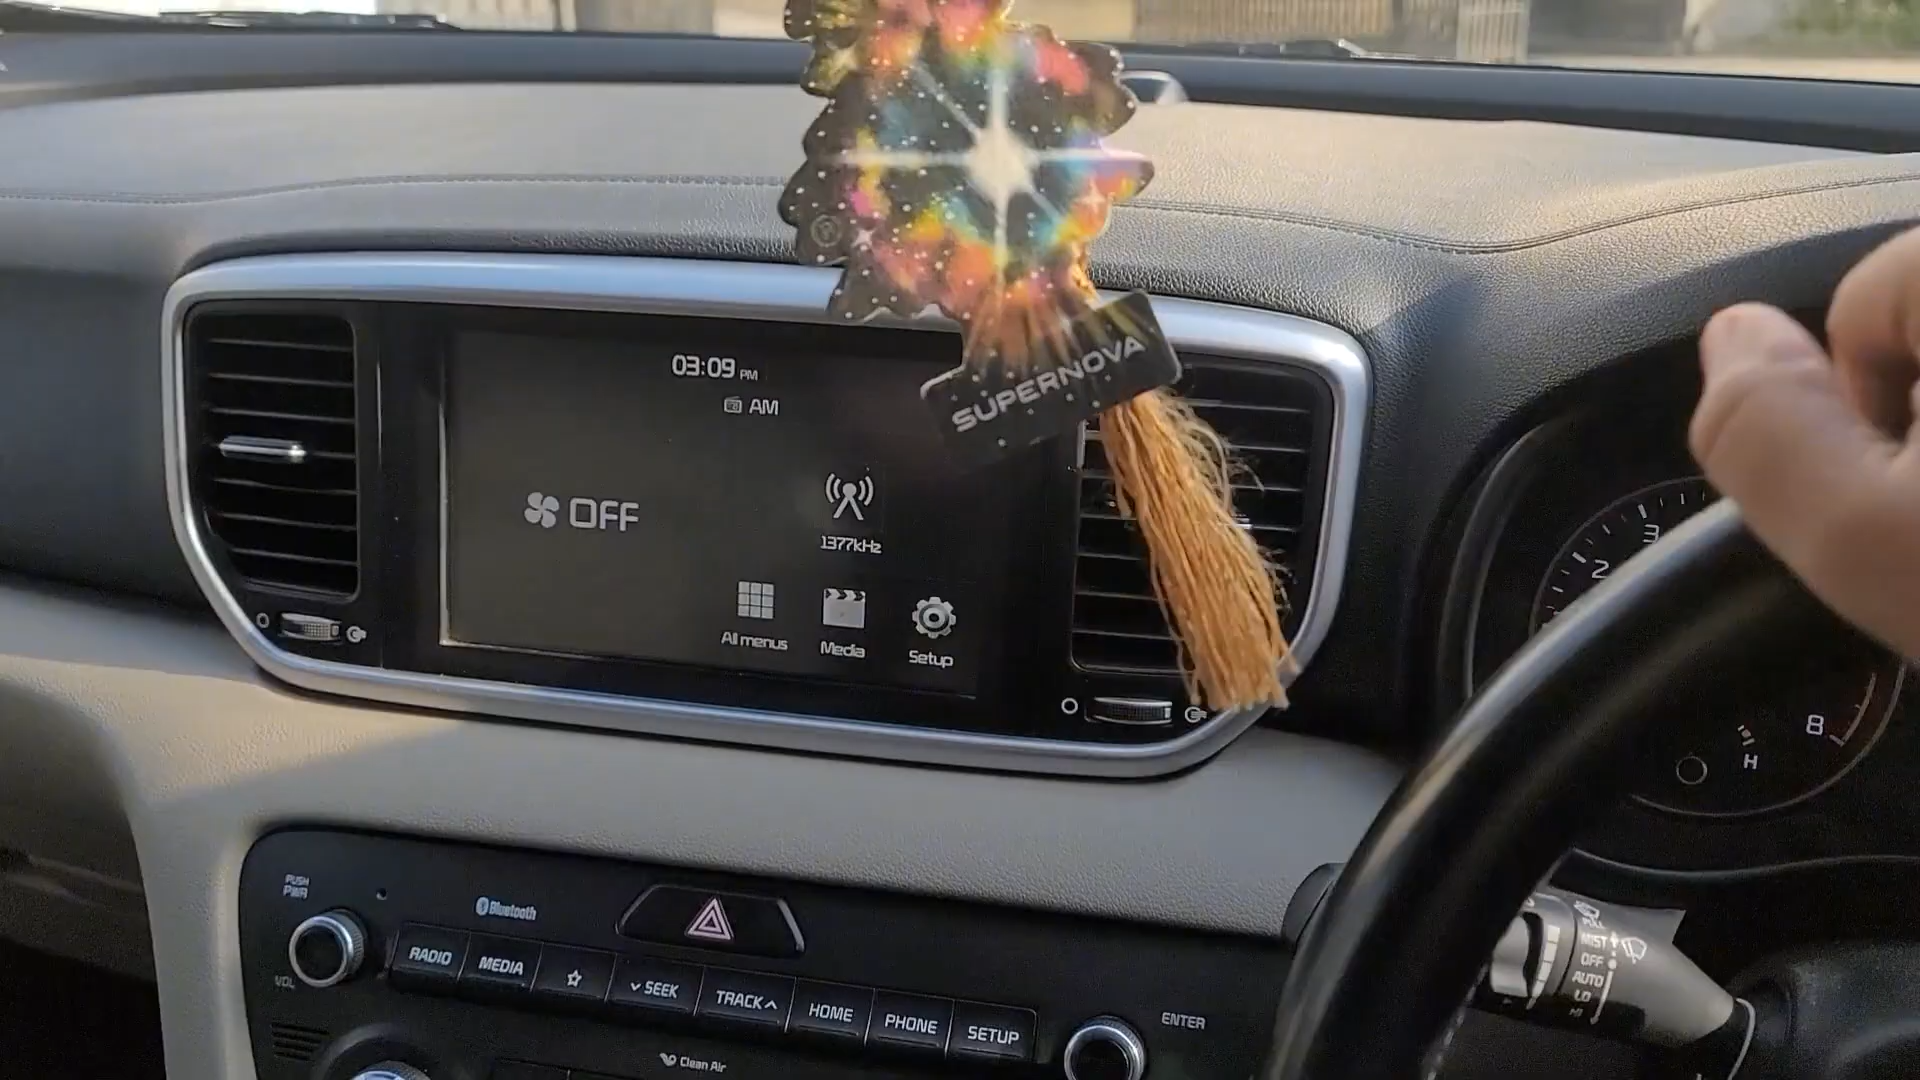 SUPERNOVA
03:09 PM
AM
OFF
1377kHz
All menus
Media
Setup
3
2
8
H
PUSH
PWR
Bluetooth
VOL
RADIO
MEDIA
SEEK
TRACK
HOME
PHONE
SETUP
ENTER
Clean Air
MIST
OFF
AUTO
LO
HI